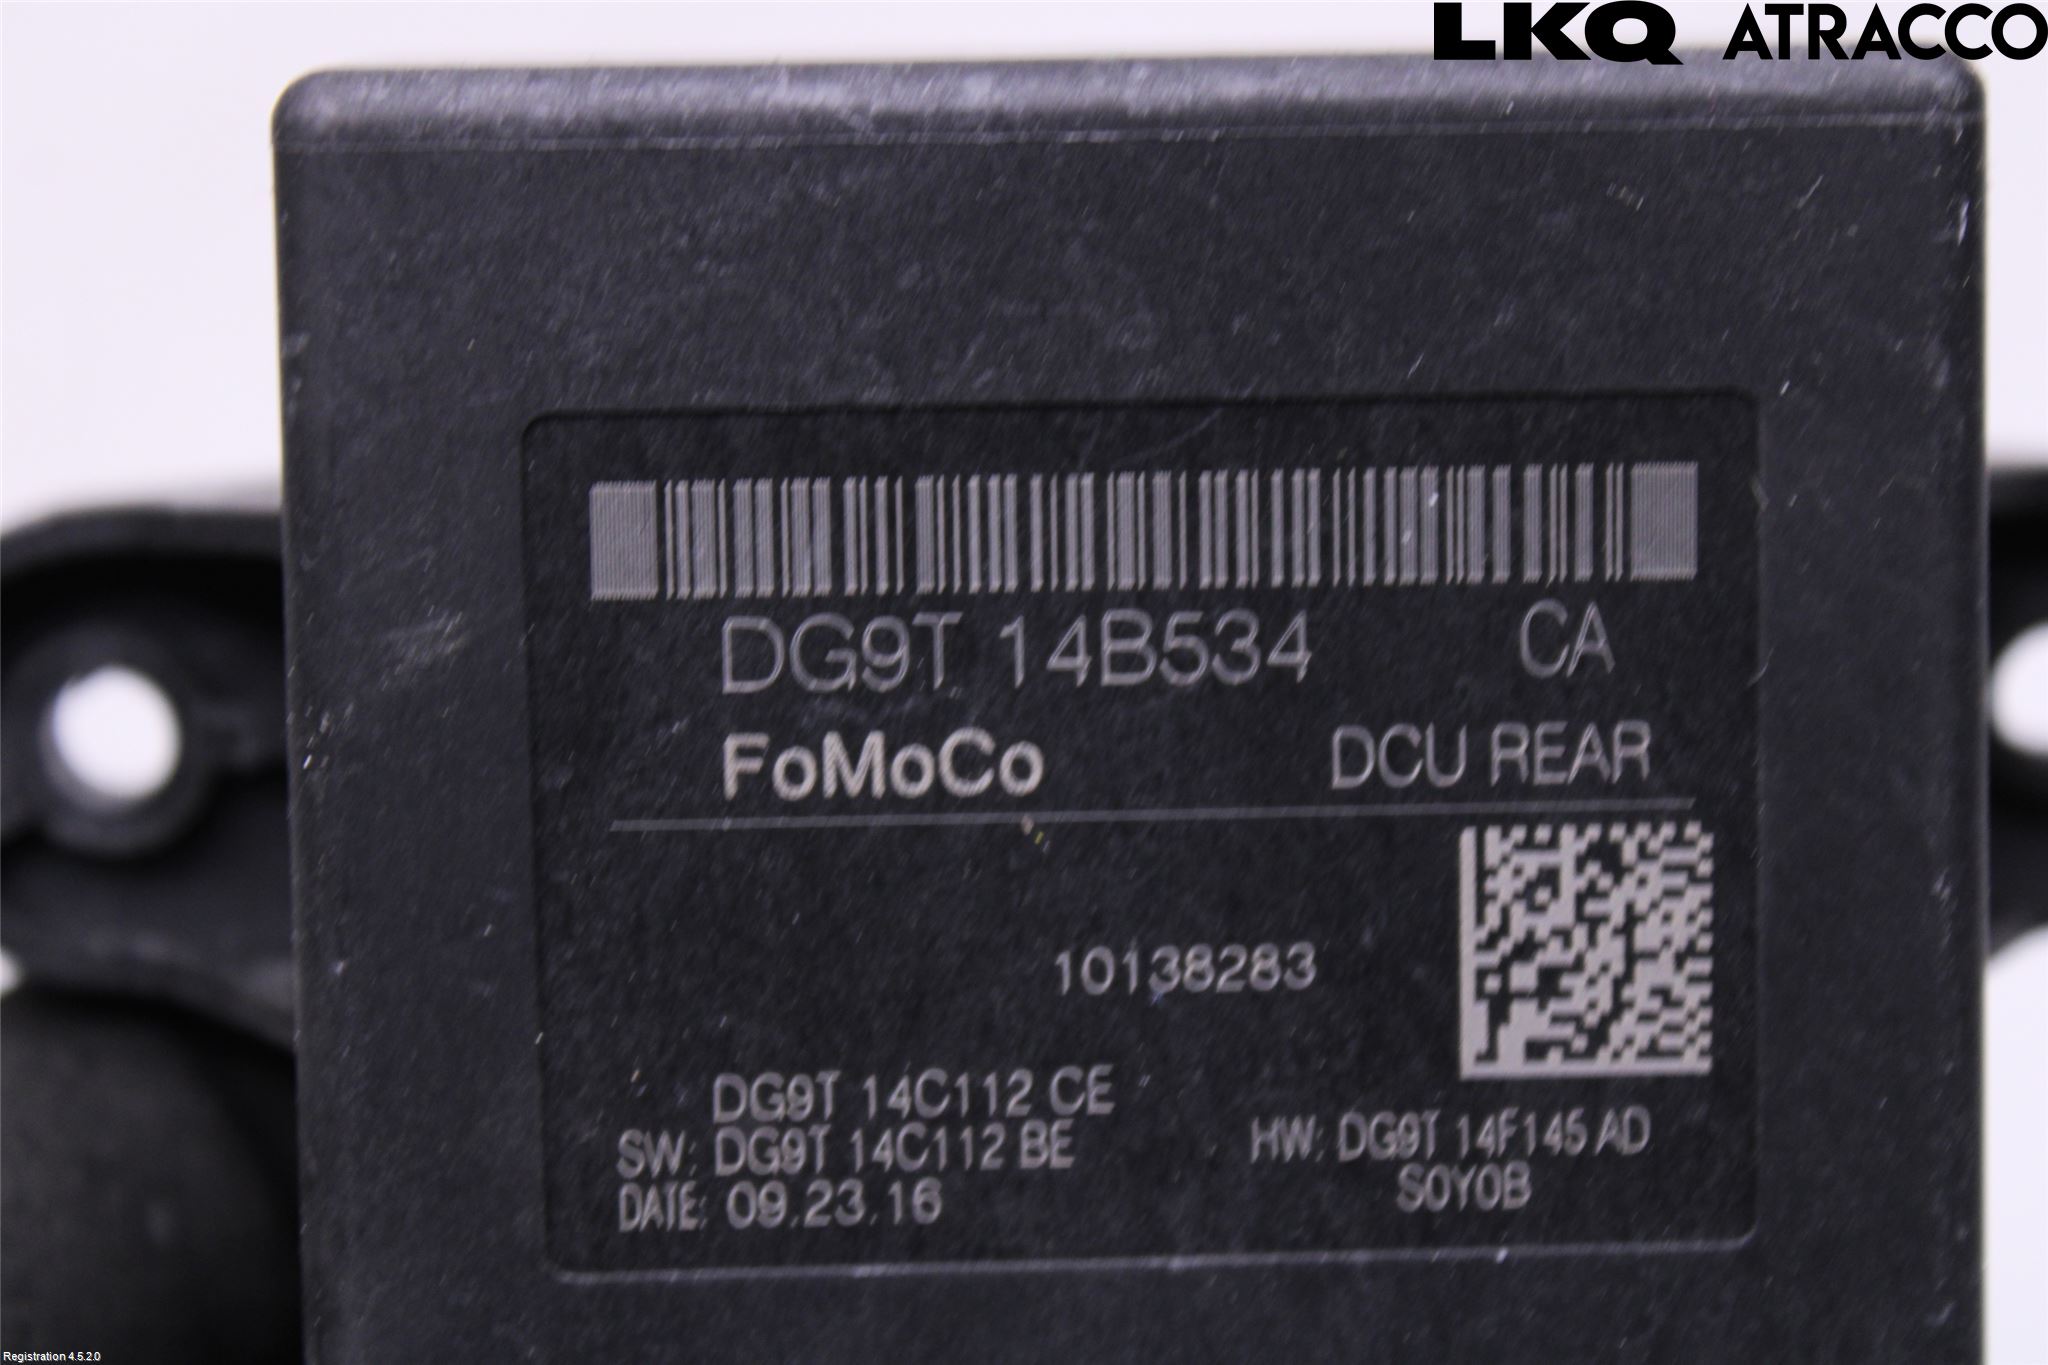 LKQ ATRACCO
DG9T 14B534 CA
FoMoCo DCU REAR
10138283
DG9T 14C112 CE
SW: DG9T 14C112 BE HW: DG9T 14F145 AD
DATE: 09.23.16 S0Y0B
Registration 4.5.2.0